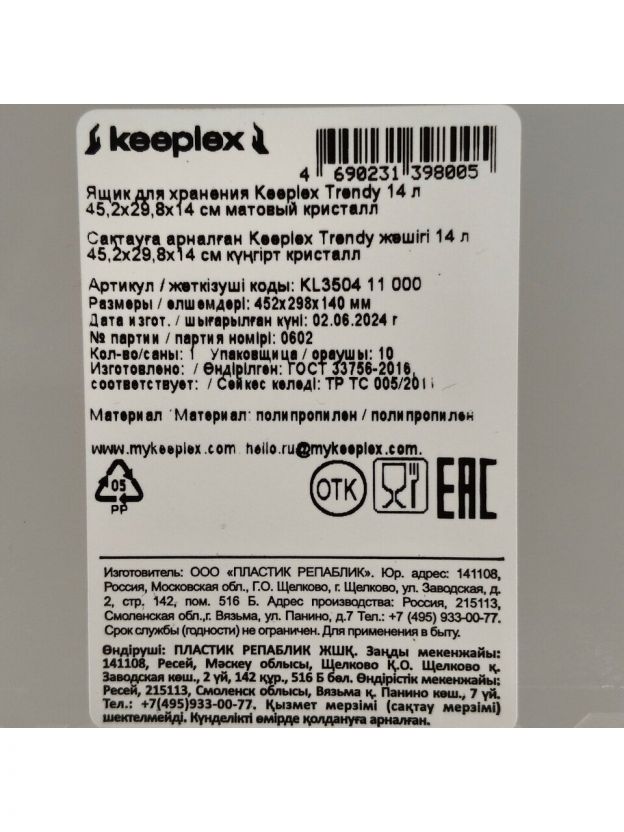 keeplex
4 690231 398005
Ящик для хранения Keeplex Trendy 14 л
45,2x29,8x14 см матовый кристалл
Сақтауға арналған Keeplex Trendy жәшігі 14 л
45,2x29,8x14 см күңгірт кристалл
Артикул / жеткізуші коды: KL3504 11 000
Размеры / өлшемдері: 452x298x140 мм
Дата изгот. / шығарылған күні: 02.06.2024 г
№ партии / партия номірі: 0602
Кол-во/саны: 1 Упаковщица / ораушы: 10
Изготовлено: / Өндірілген: ГОСТ 33756-2016,
соответствует: / Сәйкес келеді: ТР ТС 005/2011
Материал Материал: полипропилен / полипропилен
www.mykeeplex.com hello.ru@mykeeplex.com.
05
PP
ОТК
EAC
Изготовитель: ООО «ПЛАСТИК РЕПАБЛИК». Юр. адрес: 141108,
Россия, Московская обл., Г.О. Щелково, г. Щелково, ул. Заводская, д.
2, стр. 142, пом. 516 Б. Адрес производства: Россия, 215113,
Смоленская обл.,г. Вязьма, ул. Панино, д.7 Тел.: +7 (495) 933-00-77.
Срок службы (годности) не ограничен. Для применения в быту.
Өндіруші: ПЛАСТИК РЕПАБЛИК ЖШҚ. Заңды мекенжайы:
141108, Ресей, Мәскеу облысы, Щелково Қ.О. Щелково қ.
Заводская көш., 2 үй, 142 құр., 516 Б бөл. Өндірістік мекенжайы:
Ресей, 215113, Смоленск облысы, Вязьма қ. Панино көш., 7 үй.
Тел.: +7(495)933-00-77. Қызмет мерзімі (сақтау мерзімі)
шектелмейді. Күнделікті өмірде қолдануға арналған.